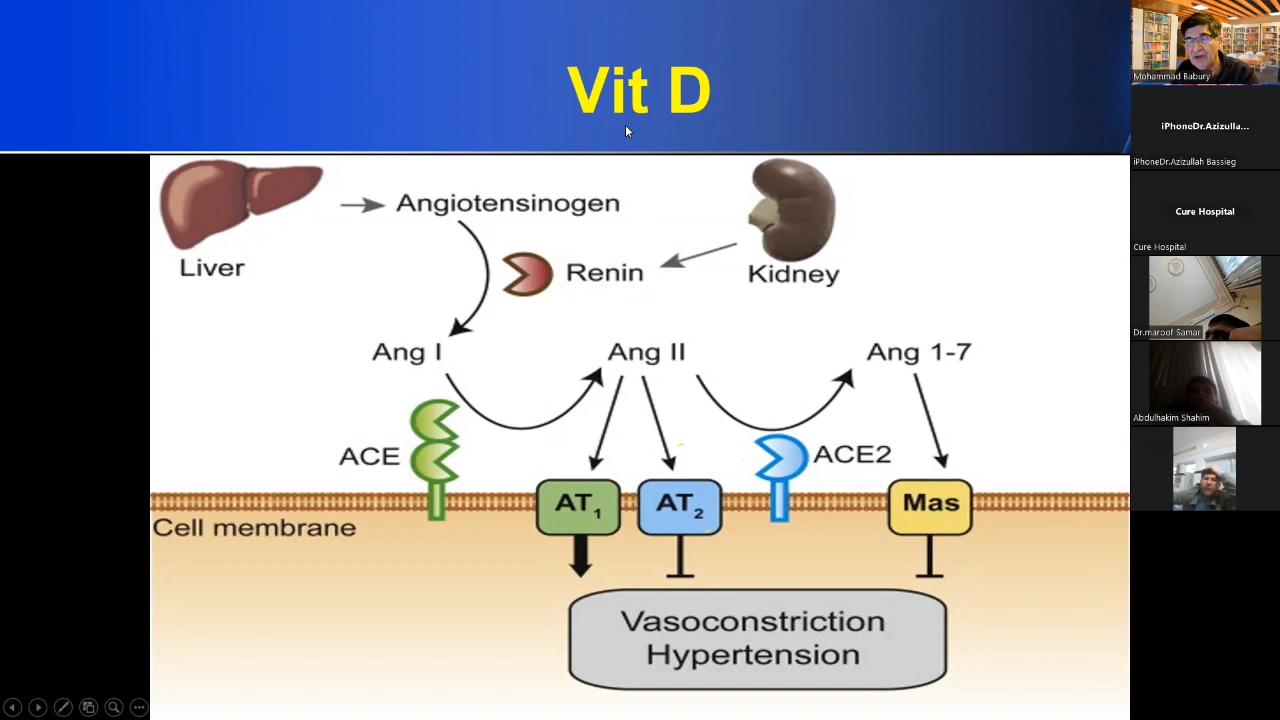 Vit D
Liver
Angiotensinogen
Renin
Kidney
Ang I
Ang II
Ang 1-7
ACE
ACE2
AT1
AT2
Mas
Cell membrane
Vasoconstriction
Hypertension
Mohammad Babury
iPhoneDr.Azizulla...
iPhoneDr.Azizullah Bassieg
Cure Hospital
Cure Hospital
Dr.maroof Samar
Abdulhakim Shahim